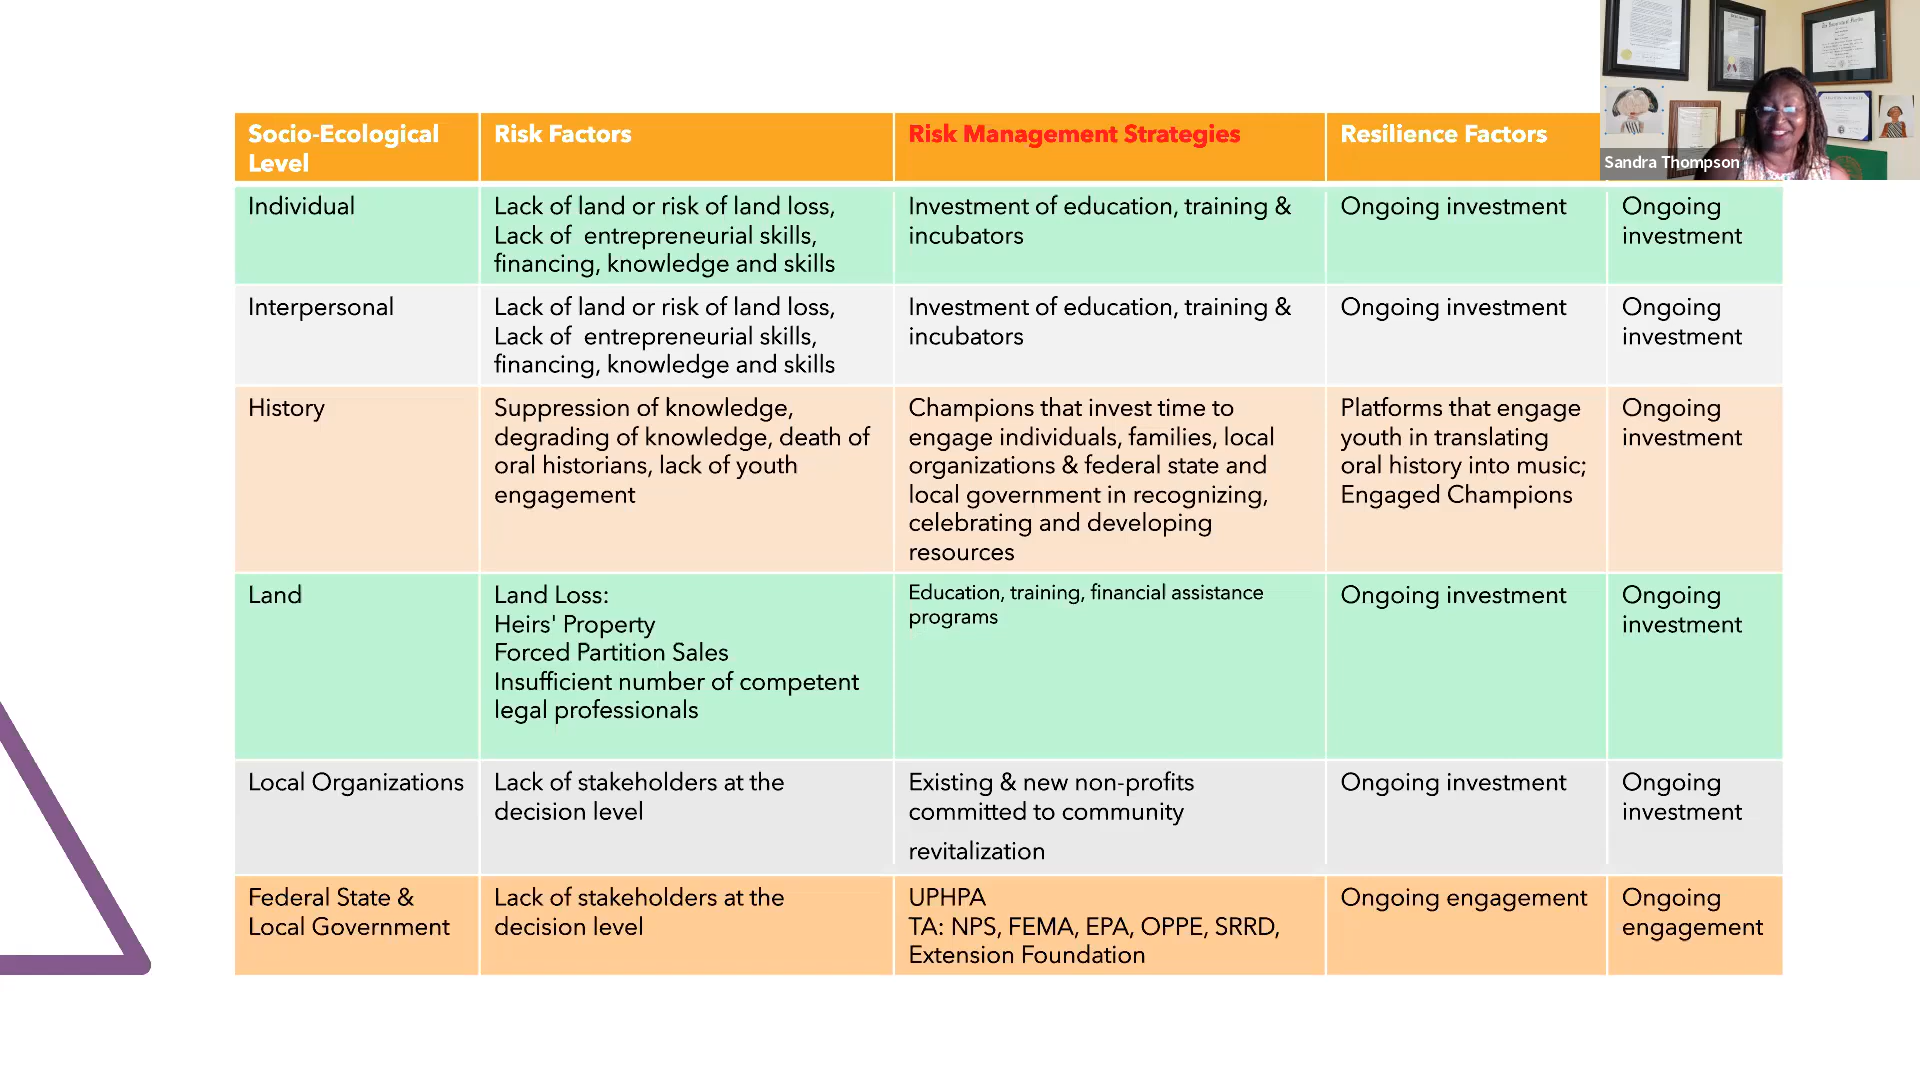 Socio-Ecological
Level
Risk Factors
Risk Management Strategies
Resilience Factors
Sandra Thompson
Individual
Lack of land or risk of land loss,
Lack of  entrepreneurial skills,
financing, knowledge and skills
Investment of education, training &
incubators
Ongoing investment
Ongoing
investment
Interpersonal
Lack of land or risk of land loss,
Lack of  entrepreneurial skills,
financing, knowledge and skills
Investment of education, training &
incubators
Ongoing investment
Ongoing
investment
History
Suppression of knowledge,
degrading of knowledge, death of
oral historians, lack of youth
engagement
Champions that invest time to
engage individuals, families, local
organizations & federal state and
local government in recognizing,
celebrating and developing
resources
Platforms that engage
youth in translating
oral history into music;
Engaged Champions
Ongoing
investment
Land
Land Loss:
Heirs' Property
Forced Partition Sales
Insufficient number of competent
legal professionals
Education, training, financial assistance
programs
Ongoing investment
Ongoing
investment
Local Organizations
Lack of stakeholders at the
decision level
Existing & new non-profits
committed to community
revitalization
Ongoing investment
Ongoing
investment
Federal State &
Local Government
Lack of stakeholders at the
decision level
UPHPA
TA: NPS, FEMA, EPA, OPPE, SRRD,
Extension Foundation
Ongoing engagement
Ongoing
engagement